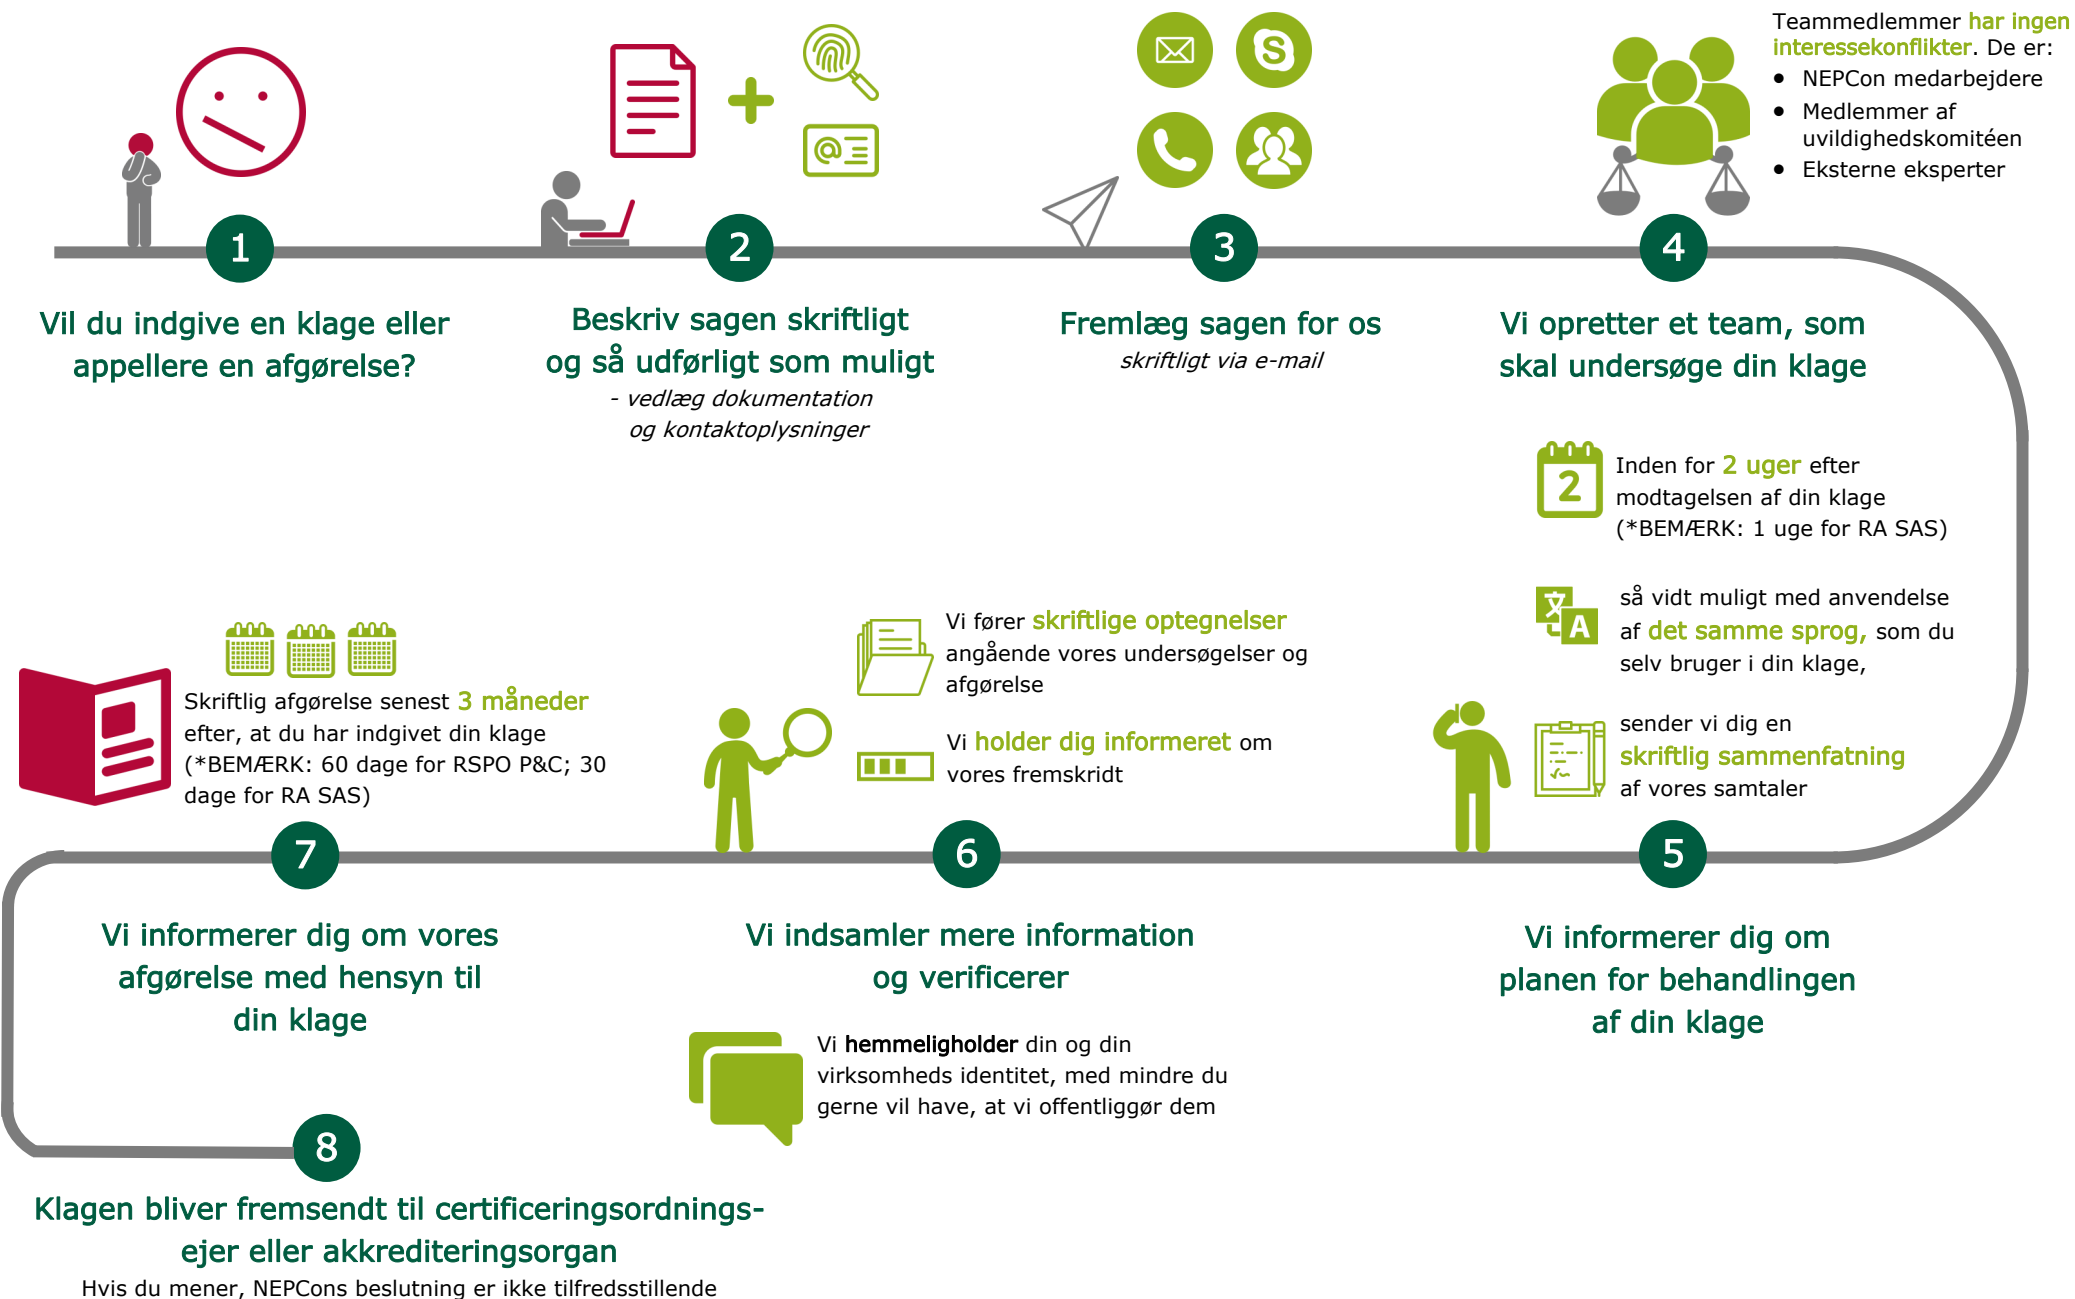 Teammedlemmer har ingen
interessekonflikter. De er:
• NEPCon medarbejdere
• Medlemmer af
uvildighedskomitéen
• Eksterne eksperter
1
Vil du indgive en klage eller
appellere en afgørelse?
2
Beskriv sagen skriftligt
og så udførligt som muligt
- vedlæg dokumentation
og kontaktoplysninger
3
Fremlæg sagen for os
skriftligt via e-mail
4
Vi opretter et team, som
skal undersøge din klage
2
Inden for 2 uger efter
modtagelsen af din klage
(*BEMÆRK: 1 uge for RA SAS)
文
A
så vidt muligt med anvendelse
af det samme sprog, som du
selv bruger i din klage,
sender vi dig en
skriftlig sammenfatning
af vores samtaler
5
Vi informerer dig om
planen for behandlingen
af din klage
Vi fører skriftlige optegnelser
angående vores undersøgelser og
afgørelse
Vi holder dig informeret om
vores fremskridt
6
Vi indsamler mere information
og verificerer
Vi hemmeligholder din og din
virksomheds identitet, med mindre du
gerne vil have, at vi offentliggør dem
Skriftlig afgørelse senest 3 måneder
efter, at du har indgivet din klage
(*BEMÆRK: 60 dage for RSPO P&C; 30
dage for RA SAS)
7
Vi informerer dig om vores
afgørelse med hensyn til
din klage
8
Klagen bliver fremsendt til certificeringsordnings-
ejer eller akkrediteringsorgan
Hvis du mener, NEPCons beslutning er ikke tilfredsstillende